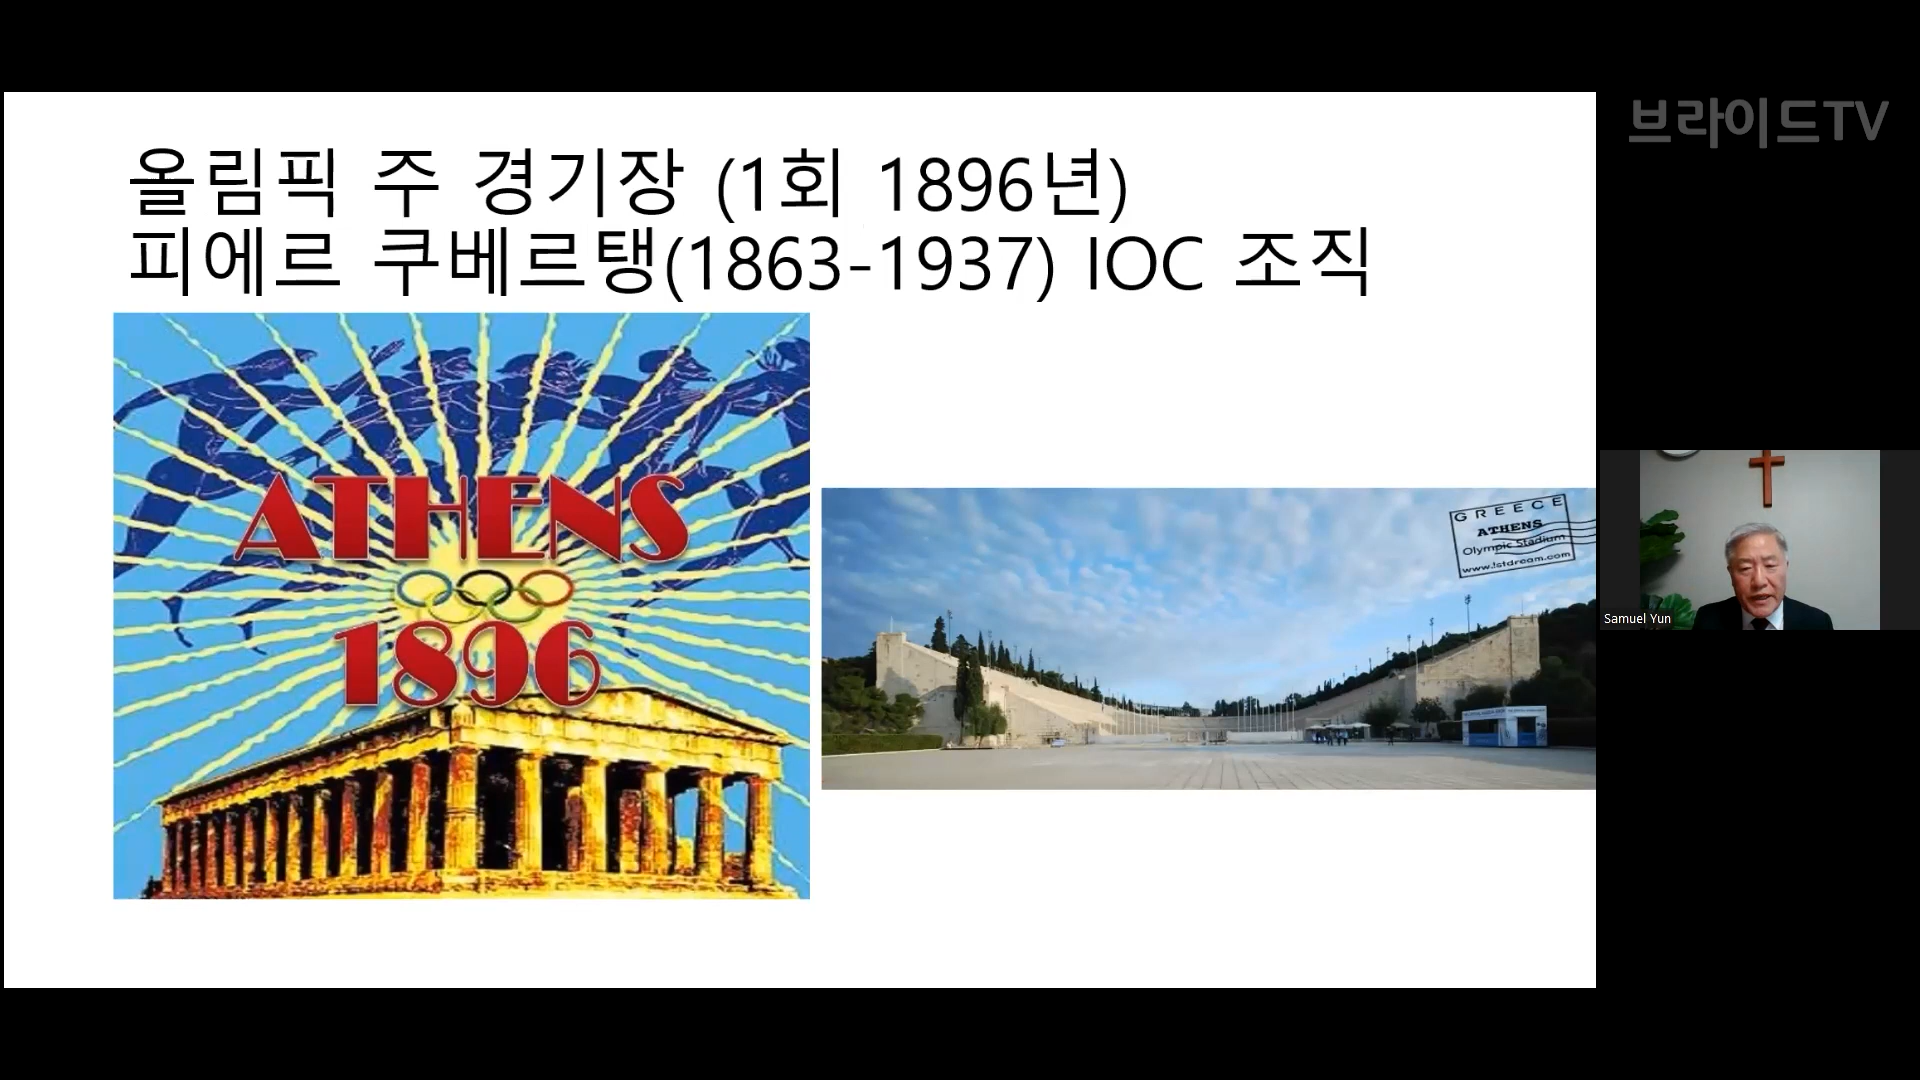 올림픽 주 경기장 (1회 1896년)
피에르 쿠베르탱(1863-1937) IOC 조직
ATHENS
1896
GREECE
ATHENS
Olympic Stadium
www.1stdream.com
브라이드TV
Samuel Yun